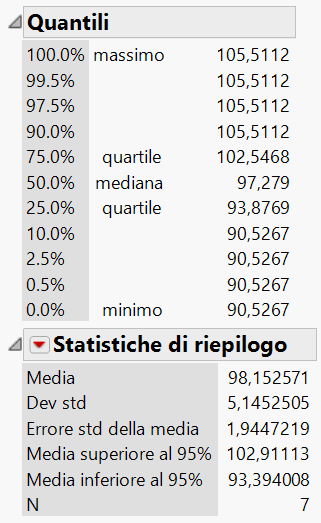 Quantili
100.0% massimo 105,5112
99.5% 105,5112
97.5% 105,5112
90.0% 105,5112
75.0% quartile 102,5468
50.0% mediana 97,279
25.0% quartile 93,8769
10.0% 90,5267
2.5% 90,5267
0.5% 90,5267
0.0% minimo 90,5267
Statistiche di riepilogo
Media 98,152571
Dev std 5,1452505
Errore std della media 1,9447219
Media superiore al 95% 102,91113
Media inferiore al 95% 93,394008
N 7